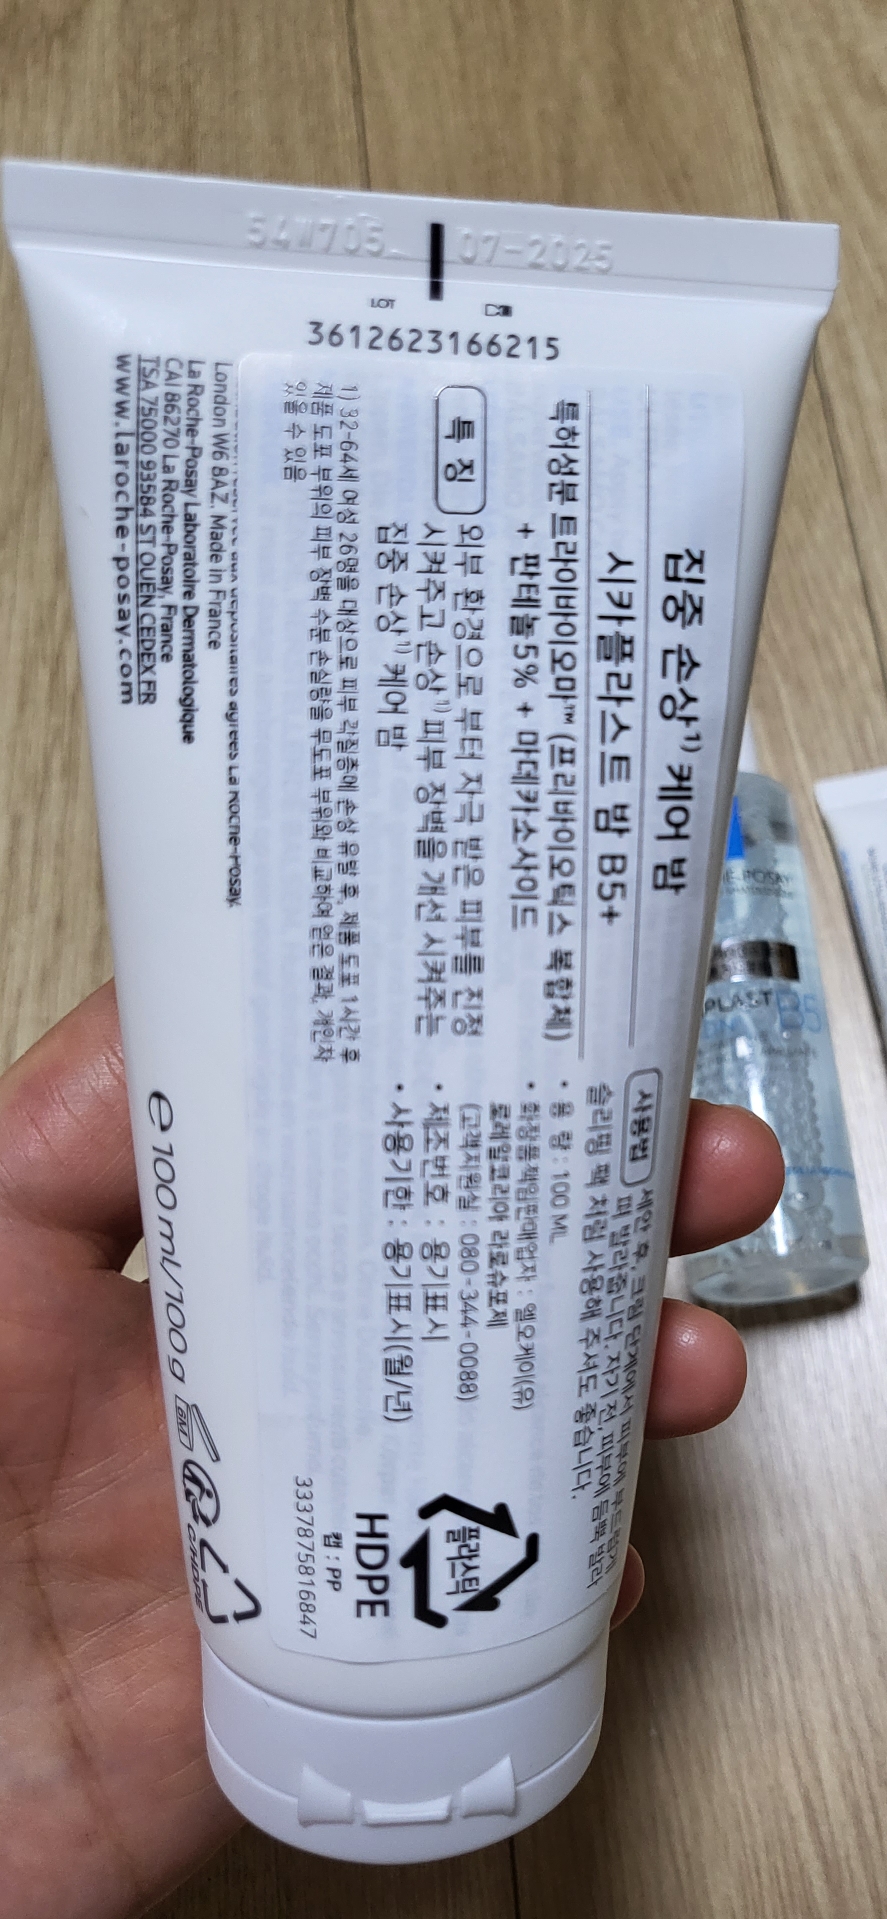 54W705 07-2025
LOT
3612623166215
집중 손상1) 케어 밤
시카플라스트 밤 B5+
특허성분 트라이바이오마™ (프리바이오틱스 복합체)
+ 판테놀5% + 마데카소사이드
특 징
외부 환경으로 부터 자극 받은 피부를 진정
시켜주고 손상1) 피부 장벽을 개선 시켜주는
집중 손상1) 케어 밤
1) 32-64세 여성 26명을 대상으로 피부 각질층에 손상 유발 후, 제품 도포 1시간 후
제품 도포 부위의 피부 장벽 수분 손실량을 무도포 부위와 비교하여 얻은 결과, 개인차
있을 수 있음
사용법
세안 후, 크림 단계에서 피부에 부드럽게
펴 발라줍니다. 자기 전, 피부에 듬뿍 발라
슬리핑 팩 처럼 사용해 주셔도 좋습니다.
• 용 량 : 100 ML
• 화장품책임판매업자 : 엘오케이(유)
로레알코리아 라로슈포제
(고객지원실 : 080-344-0088)
• 제조번호 : 용기표시
• 사용기한 : 용기표시(월/년)
플라스틱
HDPE
캡 : PP
3337875816847
agréés La Roche-Posay.
London W6 8AZ. Made in France
La Roche-Posay Laboratoire Dermatologique
CAI 86270 La Roche-Posay, France
TSA 75000 93584 ST OUEN CEDEX FR
www.laroche-posay.com
e 100 ml/100 g
6M
C/HDPE
E-POSAY
PLAST B5